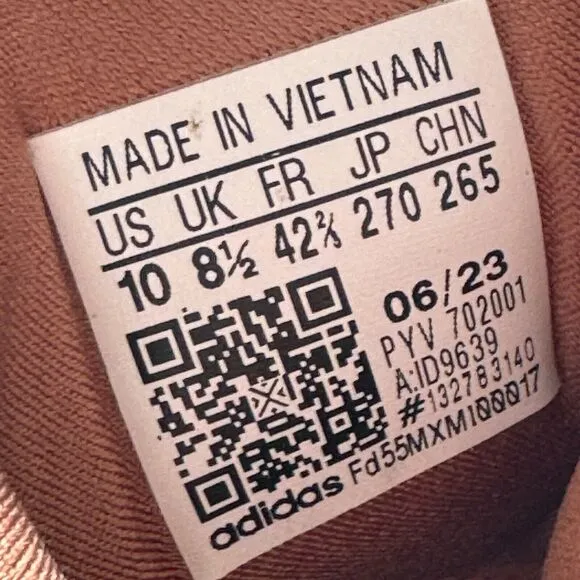 MADE IN VIETNAM
US UK FR JP CHN
10 8½ 42⅔ 270 265
06/23
PYV 702001
A:ID9639
#132783140
adidas Fd55MXMI00017